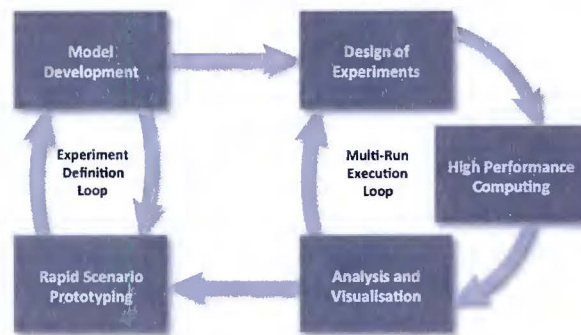 Model
Development
Design of
Experiments
Experiment
Definition
Loop
Multi-Run
Execution
Loop
High Performance
Computing
Rapid Scenario
Prototyping
Analysis and
Visualisation